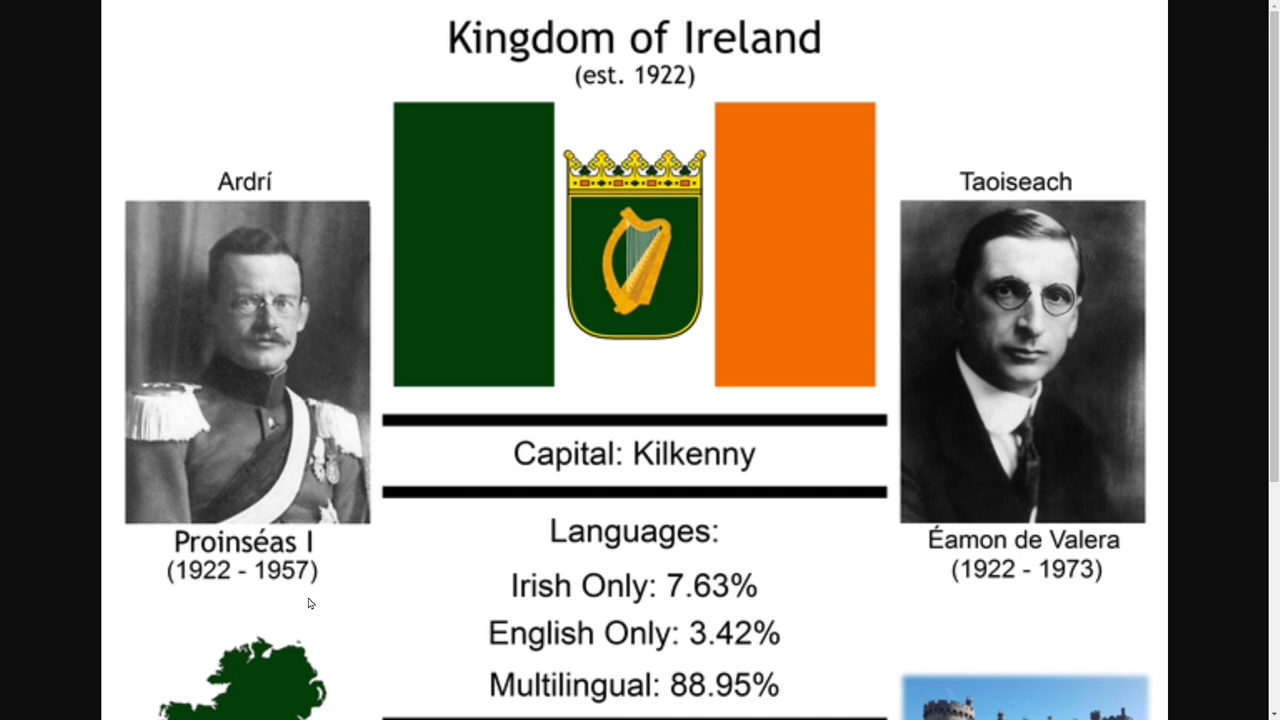 Kingdom of Ireland
(est. 1922)
Ardrí
Proinséas I
(1922 - 1957)
Capital: Kilkenny
Languages:
Irish Only: 7.63%
English Only: 3.42%
Multilingual: 88.95%
Taoiseach
Éamon de Valera
(1922 - 1973)